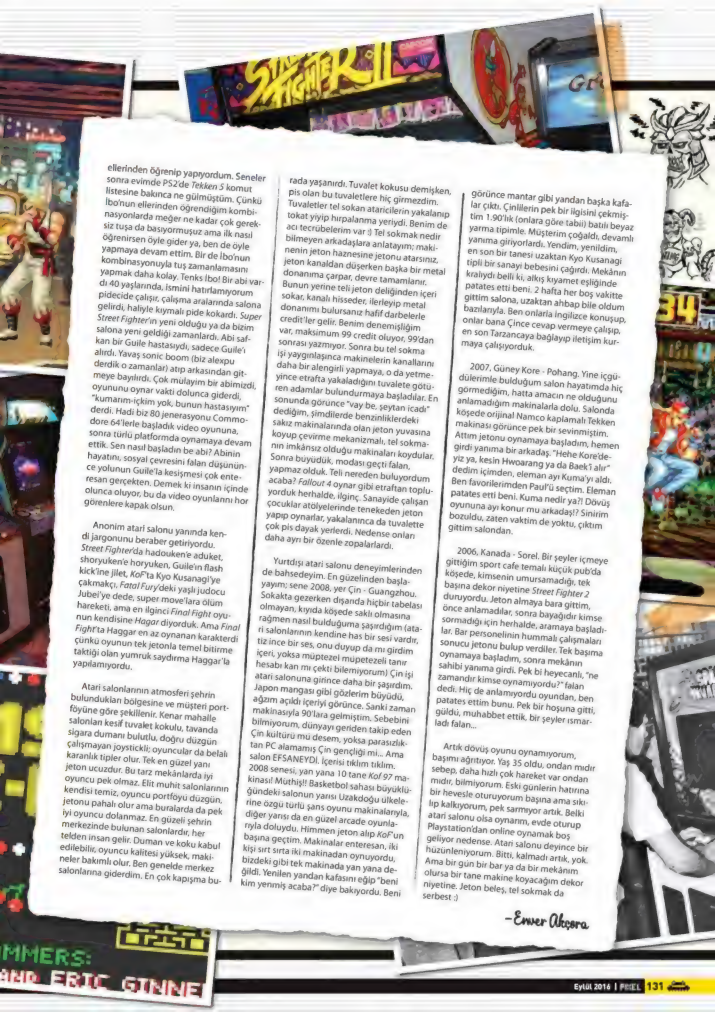 STREET
FIGHTER II
CAPCOM
Gr
34
ellerinden öğrenip yapıyordum. Seneler
sonra evimde PS2'de Tekken 5 komut
listesine bakınca ne gülmüştüm. Çünkü
İbo'nun ellerinden öğrendiğim kombi-
nasyonlarda meğer ne kadar çok gerek-
siz tuşa da basıyormuşuz ama ilk nasıl
öğrenirsen öyle gider ya, ben de öyle
yapmaya devam ettim. Bir de İbo'nun
kombinasyonuyla tuş zamanlamasını
yapmak daha kolay. Tenks İbo! Bir abi var-
dı 40 yaşlarında, ismini hatırlamıyorum
pidecide çalışır, çalışma aralarında salona
gelirdi, haliyle kıymalı pide kokardı. Super
Street Fighter'ın yeni olduğu ya da bizim
salona yeni geldiği zamanlardı. Abi saf-
kan bir Guile hastasıydı, sadece Guile'ı
alırdı. Yavaş sonic boom (biz alexpu
derdik o zamanlar) atıp arkasından git-
meye bayılırdı. Çok mülayim bir abimizdi,
oyununu oynar vakti dolunca giderdi,
"kumarım-içkim yok, bunun hastasıyım"
derdi. Hadi biz 80 jenerasyonu Commo-
dore 64'lerle başladık video oyununa,
sonra türlü platformda oynamaya devam
ettik. Sen nasıl başladın be abi? Abinin
hayatını, sosyal çevresini falan düşünün-
ce yolunun Guile'la kesişmesi çok ente-
resan gerçekten. Demek ki insanın içinde
olunca oluyor, bu da video oyunlarını hor
görenlere kapak olsun.
Anonim atari salonu yanında ken-
di jargonunu beraber getiriyordu.
Street Fighter'da hadouken'e aduket,
shoryuken'e horyuken, Guile'in flash
kick'ine jilet, KoF'ta Kyo Kusanagi'ye
çakmakçı, Fatal Fury'deki yaşlı judocu
Jubei'ye dede, super move'lara ölüm
hareketi, ama en ilginci Final Fight oyu-
nun kendisine Hagar diyorduk. Ama Final
Fight'ta Haggar en az oynanan karakterdi
çünkü oyunun tek jetonla temel bitirme
taktiği olan yumruk saydırma Haggar'la
yapılamıyordu.
Atari salonlarının atmosferi şehrin
bulundukları bölgesine ve müşteri port-
föyüne göre şekillenir. Kenar mahalle
salonları kesif tuvalet kokulu, tavanda
sigara dumanı bulutlu, doğru düzgün
çalışmayan joystickli; oyuncular da belalı
karanlık tipler olur. Tek en güzel yanı
jeton ucuzdur. Bu tarz mekânlarda iyi
oyuncu pek olmaz. Elit muhit salonlarının
kendisi temiz, oyuncu portföyü düzgün,
jetonu pahalı olur ama buralarda da pek
iyi oyuncu dolanmaz. En güzeli şehrin
merkezinde bulunan salonlardır, her
telden insan gelir. Duman ve koku kabul
edilebilir, oyuncu kalitesi yüksek, maki-
neler bakımlı olur. Ben genelde merkez
salonlarına giderdim. En çok kapışma bu-
rada yaşanırdı. Tuvalet kokusu demişken,
pis olan bu tuvaletlere hiç girmezdim.
Tuvaletler tel sokan ataricilerin yakalanıp
tokat yiyip hırpalanma yeriydi. Benim de
acı tecrübelerim var :) Tel sokmak nedir
bilmeyen arkadaşlara anlatayım; maki-
nenin jeton haznesine jetonu atarsınız,
jeton kanaldan düşerken başka bir metal
donanıma çarpar, devre tamamlanır.
Bunun yerine teli jeton deliğinden içeri
sokar, kanalı hisseder, ilerleyip metal
donanımı bulursanız hafif darbelerle
credit'ler gelir. Benim denemişliğim
var, maksimum 99 credit oluyor, 99'dan
sonrası yazmıyor. Sonra bu tel sokma
işi yaygınlaşınca makinelerin kanallarını
daha bir alengirli yapmaya, o da yetme-
yince etrafta yakaladığını tuvalete götü-
ren adamlar bulundurmaya başladılar. En
sonunda görünce "vay be, şeytan icadı"
dediğim, şimdilerde benzinliklerdeki
sakız makinalarında olan jeton yuvasına
koyup çevirme mekanizmalı, tel sokma-
nın imkânsız olduğu makinaları koydular.
Sonra büyüdük, modası geçti falan,
yapmaz olduk. Teli nereden buluyordum
acaba? Fallout 4 oynar gibi etraftan toplu-
yorduk herhalde, ilginç. Sanayide çalışan
çocuklar atölyelerinde tenekeden jeton
yapıp oynarlar, yakalanınca da tuvalette
çok pis dayak yerlerdi. Nedense onları
daha ayrı bir özenle zopalarlardı.
Yurtdışı atari salonu deneyimlerinden
de bahsedeyim. En güzelinden başla-
yayım; sene 2008, yer Çin - Guangzhou.
Sokakta gezerken dışarıda hiçbir tabelası
olmayan, kıyıda köşede saklı olmasına
rağmen nasıl bulduğuma şaşırdığım (ata-
ri salonlarının kendine has bir sesi vardır,
tiz ince bir ses, onu duyup da mı girdim
içeri, yoksa müptezel müpetezeli tanır
hesabı kan mı çekti bilemiyorum) Çin işi
atari salonuna girince daha bir şaşırdım.
Japon mangası gibi gözlerim büyüdü,
ağzım açıldı içeriyi görünce. Sanki zaman
makinasıyla 90'lara gelmiştim. Sebebini
bilmiyorum, dünyayı geriden takip eden
Çin kültürü mü desem, yoksa parasızlık-
tan PC alamamış Çin gençliği mi... Ama
salon EFSANEYDİ. İçerisi tıklım tıklım.
2008 senesi, yan yana 10 tane Kof 97 ma-
kinası! Müthiş!! Basketbol sahası büyüklü-
ğündeki salonun yarısı Uzakdoğu ülkele-
rine özgü türlü şans oyunu makinalarıyla,
diğer yarısı da en güzel arcade oyunla-
rıyla doluydu. Himmen jeton alıp KoF'un
başına geçtim. Makinalar enteresan, iki
kişi sırt sırta iki makinadan oynuyordu,
bizdeki gibi tek makinada yan yana de-
ğildi. Yenilen yandan kafasını eğip "beni
kim yenmiş acaba?" diye bakıyordu. Beni
görünce mantar gibi yandan başka kafa-
lar çıktı. Çinlilerin pek bir ilgisini çekmiş-
tim 1.90'lık (onlara göre tabii) batılı beyaz
yarma tipimle. Müşterim çoğaldı, devamlı
yanıma giriyorlardı. Yendim, yenildim,
en son bir tanesi uzaktan Kyo Kusanagi
tipli bir sanayi bebesini çağırdı. Mekânın
kralıydı belli ki, alkış kıyamet eşliğinde
patates etti beni. 2 hafta her boş vakitte
gittim salona, uzaktan ahbap bile oldum
bazılarıyla. Ben onlarla ingilizce konuşup,
onlar bana Çince cevap vermeye çalışıp,
en son Tarzancaya bağlayıp iletişim kur-
maya çalışıyorduk.
2007, Güney Kore - Pohang. Yine içgü-
dülerimle bulduğum salon hayatımda hiç
görmediğim, hatta amacın ne olduğunu
anlamadığım makinalarla dolu. Salonda
köşede orijinal Namco kaplamalı Tekken
makinası görünce pek bir sevinmiştim.
Attım jetonu oynamaya başladım, hemen
girdi yanıma bir arkadaş. "Hehe Kore'de-
yiz ya, kesin Hwoarang ya da Baek'i alır"
dedim içimden, eleman ayı Kuma'yı aldı.
Ben favorilerimden Paul'ü seçtim. Eleman
patates etti beni. Kuma nedir ya?! Dövüş
oyununa ayı konur mu arkadaş!? Sinirim
bozuldu, zaten vaktim de yoktu, çıktım
gittim salondan.
2006, Kanada - Sorel. Bir şeyler içmeye
gittiğim sport cafe temalı küçük pub'da
köşede, kimsenin umursamadığı, tek
başına dekor niyetine Street Fighter 2
duruyordu. Jeton almaya bara gittim,
önce anlamadılar, sonra bayağıdır kimse
sormadığı için herhalde, aramaya başladı-
lar. Bar personelinin hummalı çalışmaları
sonucu jetonu bulup verdiler. Tek başıma
oynamaya başladım, sonra mekânın
sahibi yanıma girdi. Pek bi heyecanlı, "ne
zamandır kimse oynamıyordu?" falan
dedi. Hiç de anlamıyordu oyundan, ben
patates ettim bunu. Pek bir hoşuna gitti,
güldü, muhabbet ettik, bir şeyler ısmar-
ladı falan...
Artık dövüş oyunu oynamıyorum,
başımı ağrıtıyor. Yaş 35 oldu, ondan mıdır
sebep, daha hızlı çok hareket var ondan
mıdır, bilmiyorum. Eski günlerin hatırına
bir hevesle oturuyorum başına ama sıkı-
lıp kalkıyorum, pek sarmıyor artık. Belki
atari salonu olsa oynarım, evde oturup
Playstation'dan online oynamak boş
geliyor nedense. Atari salonu deyince bir
hüzünleniyorum. Bitti, kalmadı artık, yok.
Ama bir gün bir bar ya da bir mekânım
olursa bir tane makine koyacağım dekor
niyetine. Jeton beleş, tel sokmak da
serbest :)
-Enver Akçora
AMMERS:
AND ERIC GINNE
Eylül 2016 | PIXEL 131